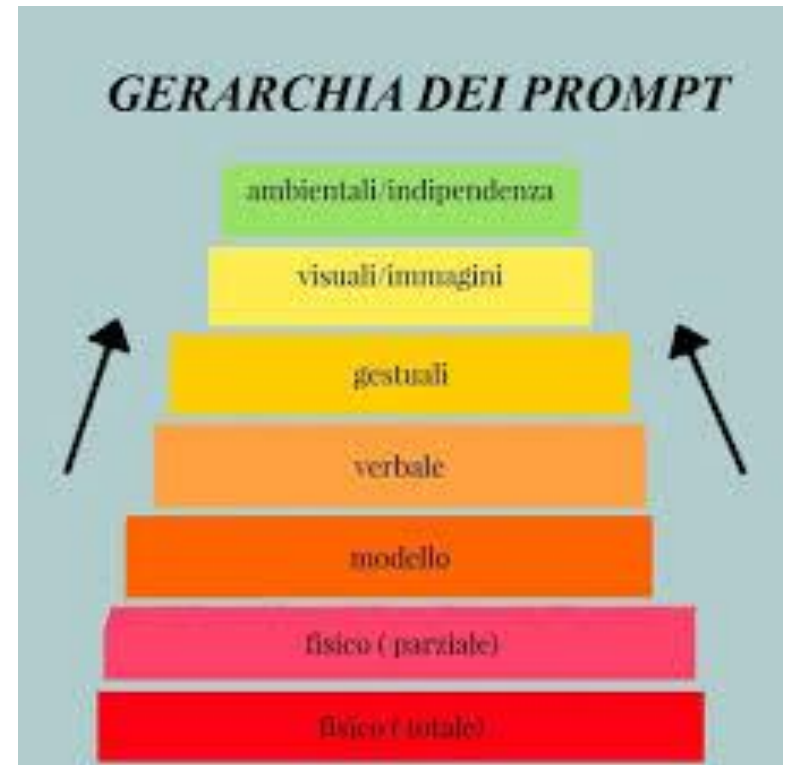 GERARCHIA DEI PROMPT
ambientali/indipendenza
visuali/immagini
gestuali
verbale
modello
fisico ( parziale)
fisico ( totale)